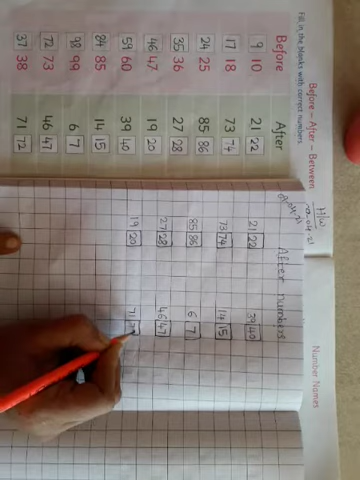 Before – After – Between
Number Names
Fill in the blanks with correct numbers.
Before After
9 10 21 22
17 18 73 74
24 25 85 86
35 36 27 28
46 47 19 20
59 60 39 40
84 85 14 15
98 99 6 7
72 73 46 47
37 38 71 72
H/W
After numbers
21 22 39 40
73 74 14 15
85 86 6 7
27 28 46 47
19 20 71